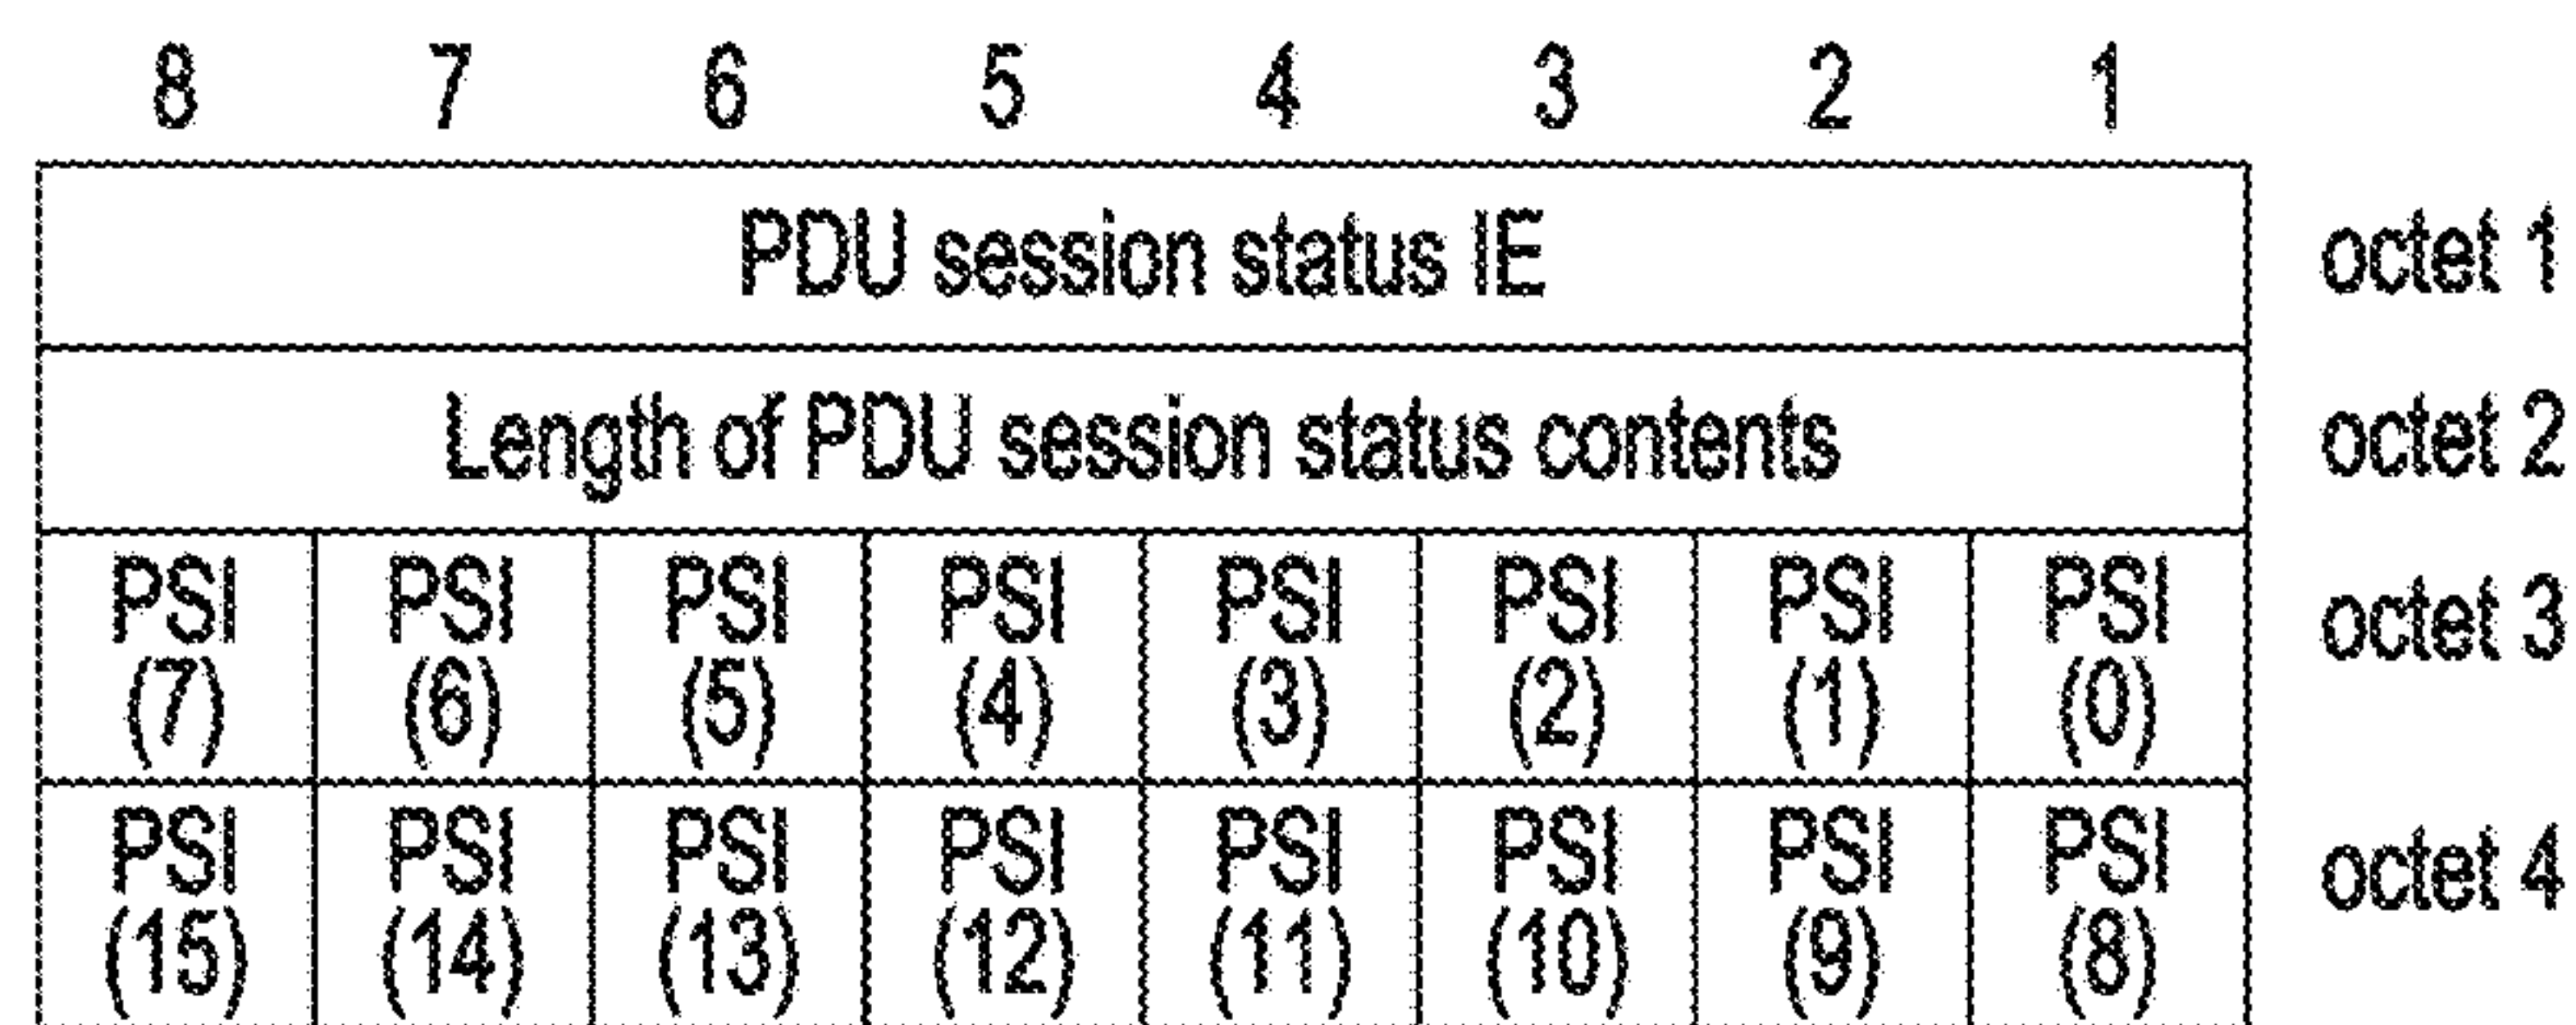 8 7 6 5 4 3 2 1
PDU session status IE octet 1
Length of PDU session status contents octet 2
PSI PSI PSI PSI PSI PSI PSI PSI octet 3
(7) (6) (5) (4) (3) (2) (1) (0)
PSI PSI PSI PSI PSI PSI PSI PSI octet 4
(15) (14) (13) (12) (11) (10) (9) (8)